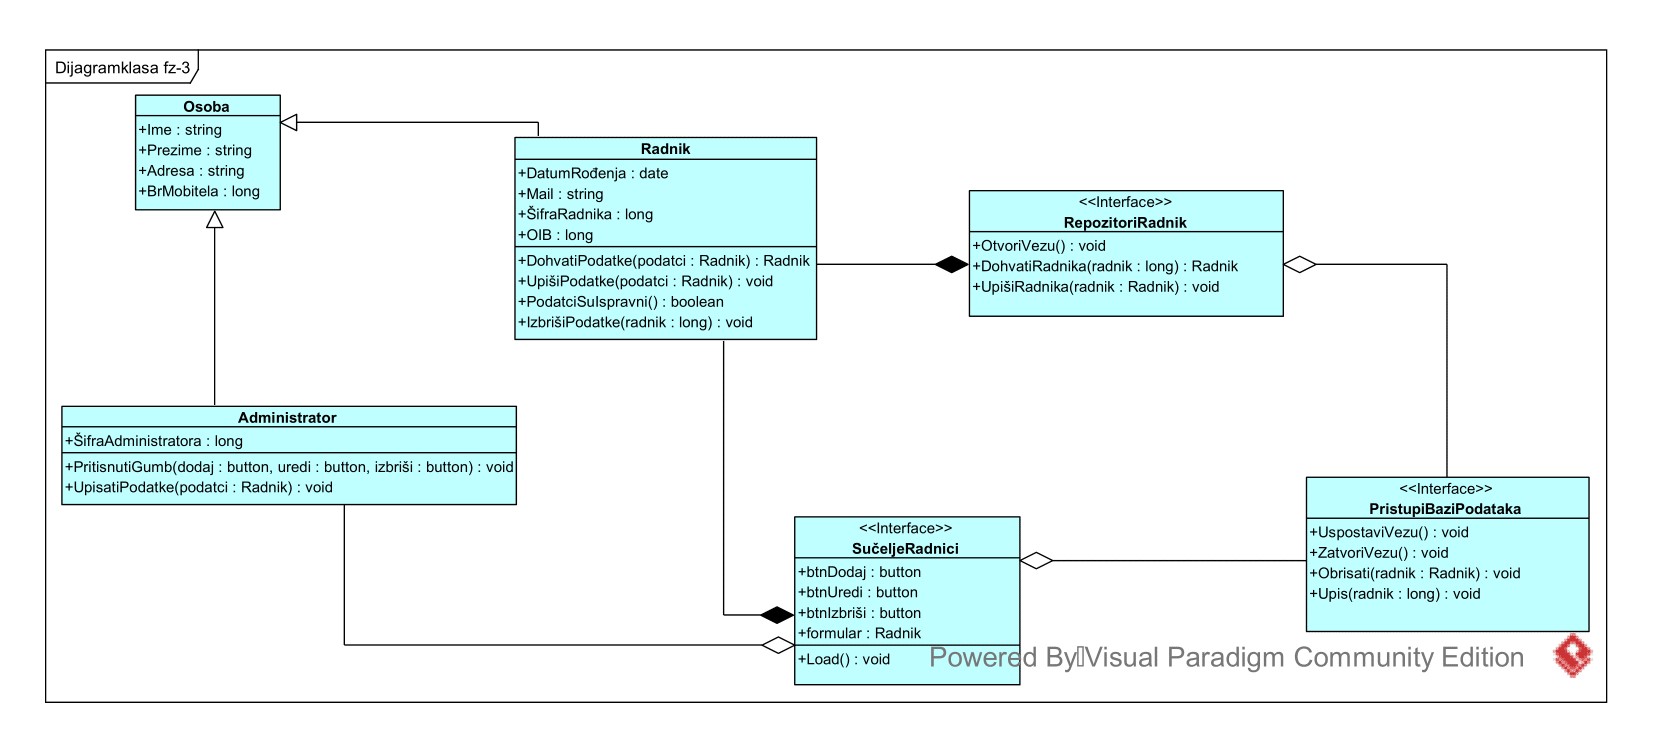 Dijagramklasa fz-3
Osoba
+Ime : string
+Prezime : string
+Adresa : string
+BrMobitela : long
Radnik
+DatumRođenja : date
+Mail : string
+ŠifraRadnika : long
+OIB : long
+DohvatiPodatke(podatci : Radnik) : Radnik
+UpišiPodatke(podatci : Radnik) : void
+PodatciSuIspravni() : boolean
+IzbrišiPodatke(radnik : long) : void
<<Interface>>
RepozitoriRadnik
+OtvoriVezu() : void
+DohvatiRadnika(radnik : long) : Radnik
+UpišiRadnika(radnik : Radnik) : void
Administrator
+ŠifraAdministratora : long
+PritisnutiGumb(dodaj : button, uredi : button, izbriši : button) : void
+UpisatiPodatke(podatci : Radnik) : void
<<Interface>>
SučeljeRadnici
+btnDodaj : button
+btnUredi : button
+btnIzbriši : button
+formular : Radnik
+Load() : void
<<Interface>>
PristupiBaziPodataka
+UspostaviVezu() : void
+ZatvoriVezu() : void
+Obrisati(radnik : Radnik) : void
+Upis(radnik : long) : void
Powered By Visual Paradigm Community Edition